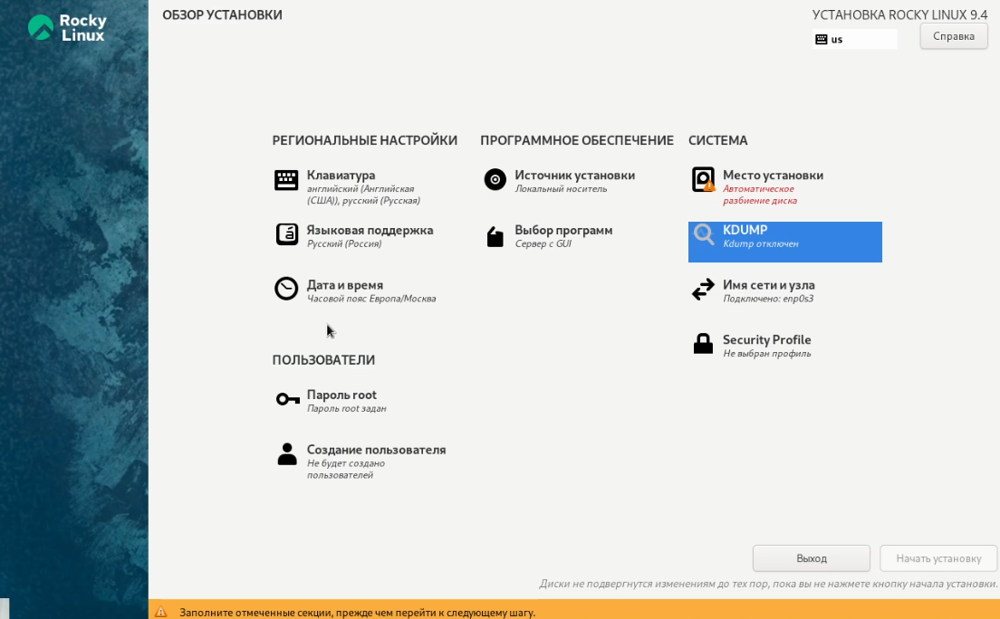 Rocky
Linux
ОБЗОР УСТАНОВКИ
УСТАНОВКА ROCKY LINUX 9.4
us
Справка
РЕГИОНАЛЬНЫЕ НАСТРОЙКИ
Клавиатура
английский (Английская
(США)), русский (Русская)
Языковая поддержка
Русский (Россия)
Дата и время
Часовой пояс Европа/Москва
ПРОГРАММНОЕ ОБЕСПЕЧЕНИЕ
Источник установки
Локальный носитель
Выбор программ
Сервер с GUI
СИСТЕМА
Место установки
Автоматическое
разбиение диска
KDUMP
Kdump отключен
Имя сети и узла
Подключено: enp0s3
Security Profile
Не выбран профиль
ПОЛЬЗОВАТЕЛИ
Пароль root
Пароль root задан
Создание пользователя
Не будет создано
пользователей
Выход
Начать установку
Диски не подвергнутся изменениям до тех пор, пока вы не нажмете кнопку начала установки.
Заполните отмеченные секции, прежде чем перейти к следующему шагу.